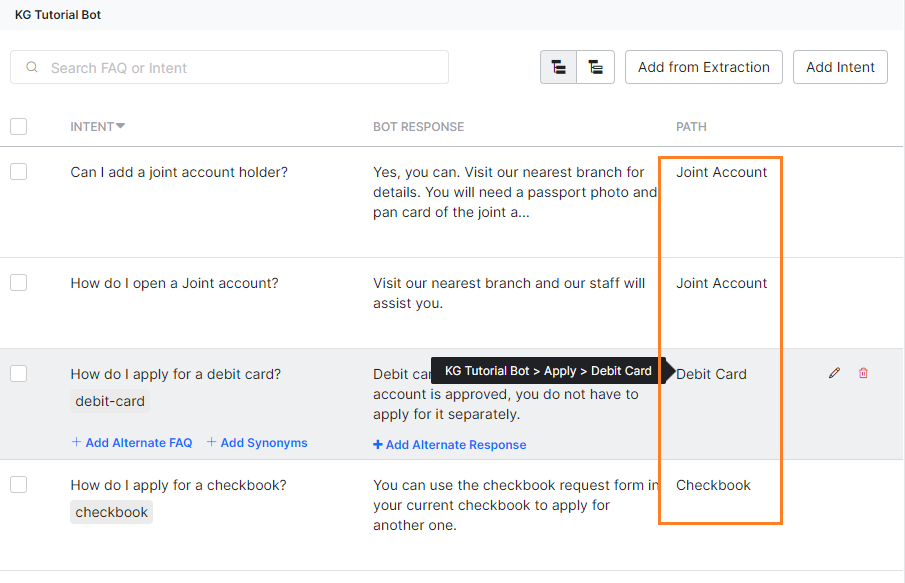 KG Tutorial Bot
Search FAQ or Intent
Add from Extraction
Add Intent
INTENT
BOT RESPONSE
PATH
Can I add a joint account holder?
Yes, you can. Visit our nearest branch for
details. You will need a passport photo and
pan card of the joint a...
Joint Account
How do I open a Joint account?
Visit our nearest branch and our staff will
assist you.
Joint Account
How do I apply for a debit card?
debit-card
+ Add Alternate FAQ
+ Add Synonyms
Debit car
account is approved, you do not have to
apply for it separately.
+ Add Alternate Response
KG Tutorial Bot > Apply > Debit Card
Debit Card
How do I apply for a checkbook?
checkbook
You can use the checkbook request form in
your current checkbook to apply for
another one.
Checkbook